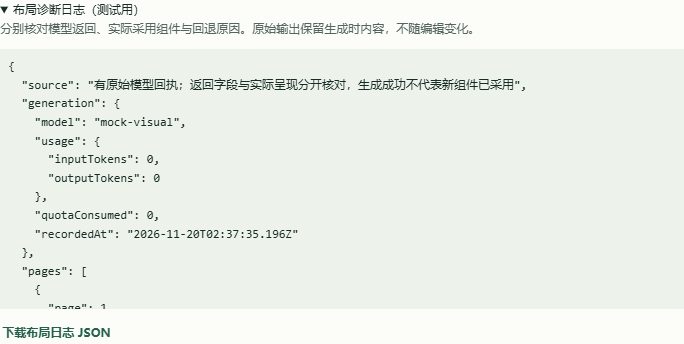 ▼ 布局诊断日志（测试用）
分别核对模型返回、实际采用组件与回退原因。原始输出保留生成时内容，不随编辑变化。
{
  "source": "有原始模型回执；返回字段与实际呈现分开核对，生成成功不代表新组件已采用",
  "generation": {
    "model": "mock-visual",
    "usage": {
      "inputTokens": 0,
      "outputTokens": 0
    },
    "quotaConsumed": 0,
    "recordedAt": "2026-11-20T02:37:35.196Z"
  },
  "pages": [
    {
      "page": 1
下载布局日志 JSON